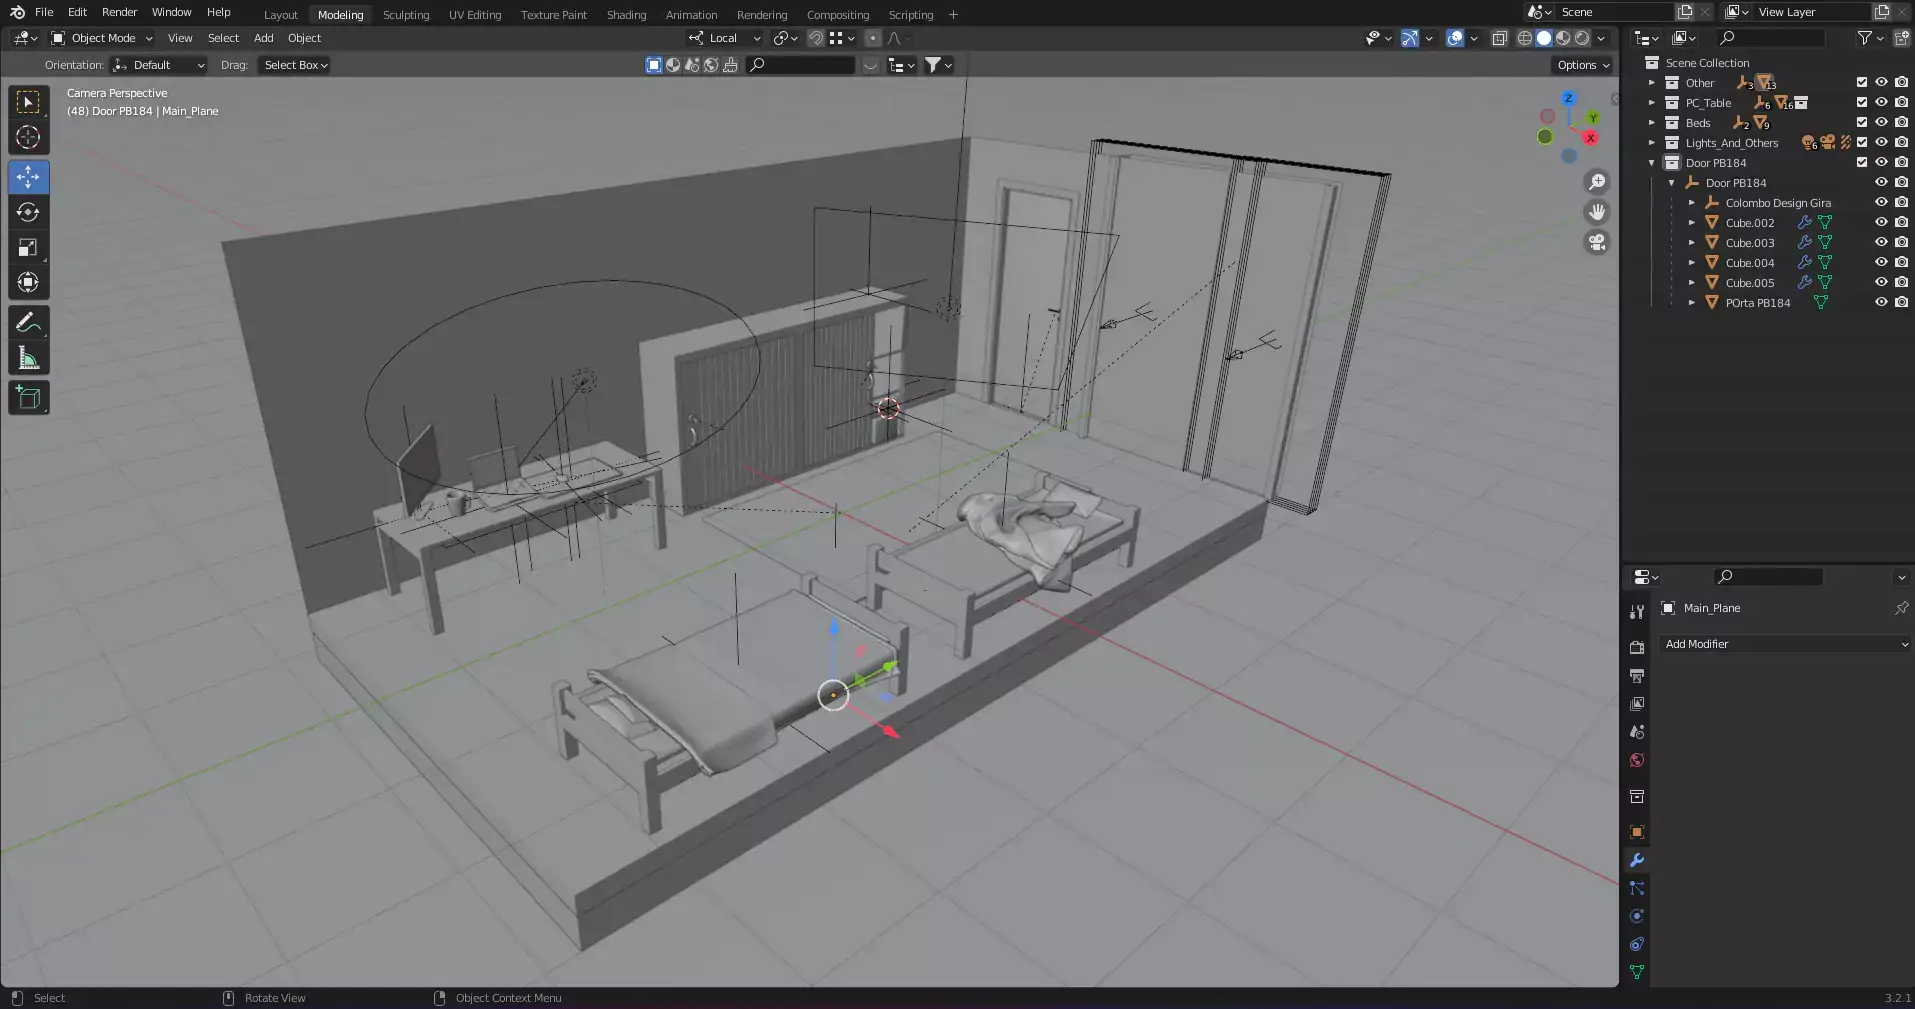 File Edit Render Window Help Layout Modeling Sculpting UV Editing Texture Paint Shading Animation Rendering Compositing Scripting + Scene View Layer
Object Mode View Select Add Object Local
Orientation: Default Drag: Select Box Options
Camera Perspective
(48) Door PB184 | Main_Plane
Z
Y
X
Scene Collection
Other 3 13
PC_Table 6 16
Beds 2 9
Lights_And_Others 6
Door PB184
Door PB184
Colombo Design Gira
Cube.002
Cube.003
Cube.004
Cube.005
POrta PB184
Main_Plane
Add Modifier
Select Rotate View Object Context Menu 3.2.1